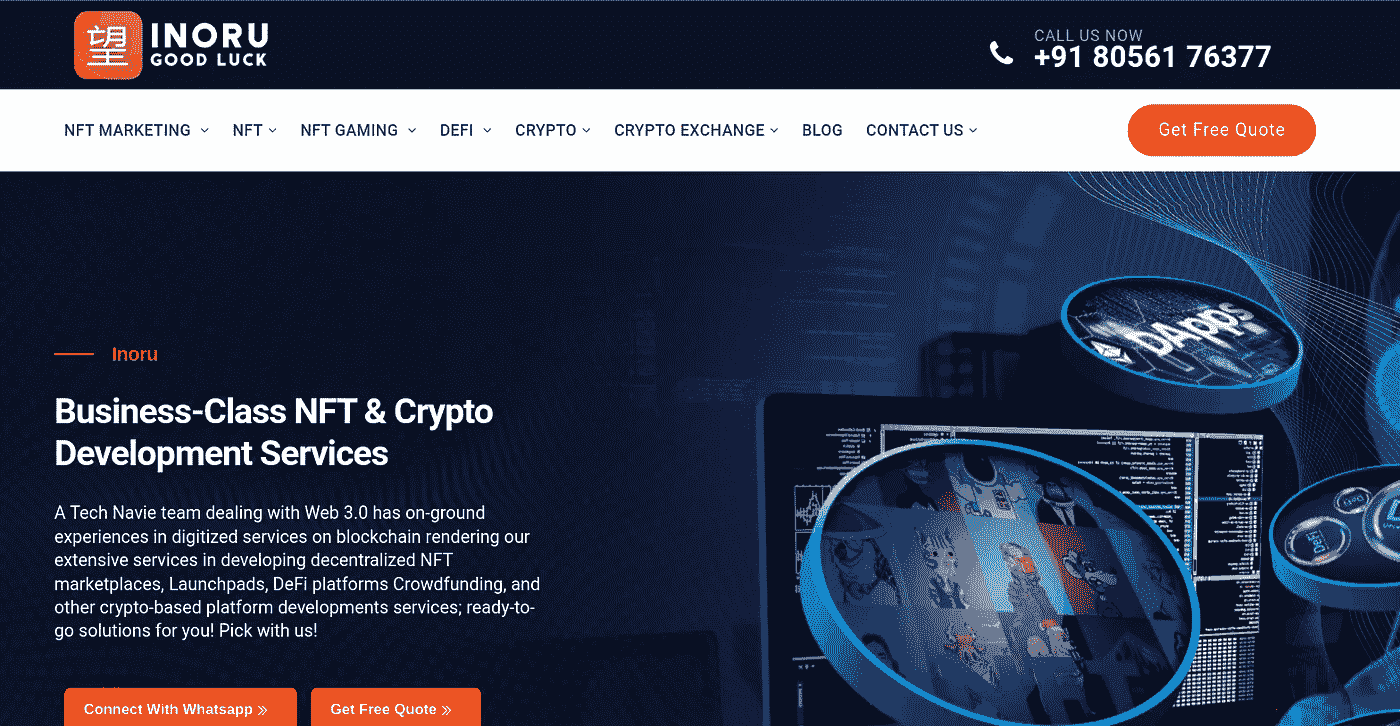 望 INORU
GOOD LUCK
CALL US NOW
+91 80561 76377
NFT MARKETING NFT NFT GAMING DEFI CRYPTO CRYPTO EXCHANGE BLOG CONTACT US
Get Free Quote
Inoru
Business-Class NFT & Crypto
Development Services
A Tech Navie team dealing with Web 3.0 has on-ground
experiences in digitized services on blockchain rendering our
extensive services in developing decentralized NFT
marketplaces, Launchpads, DeFi platforms Crowdfunding, and
other crypto-based platform developments services; ready-to-
go solutions for you! Pick with us!
Connect With Whatsapp »
Get Free Quote »
DApps
DeFi
DeFi